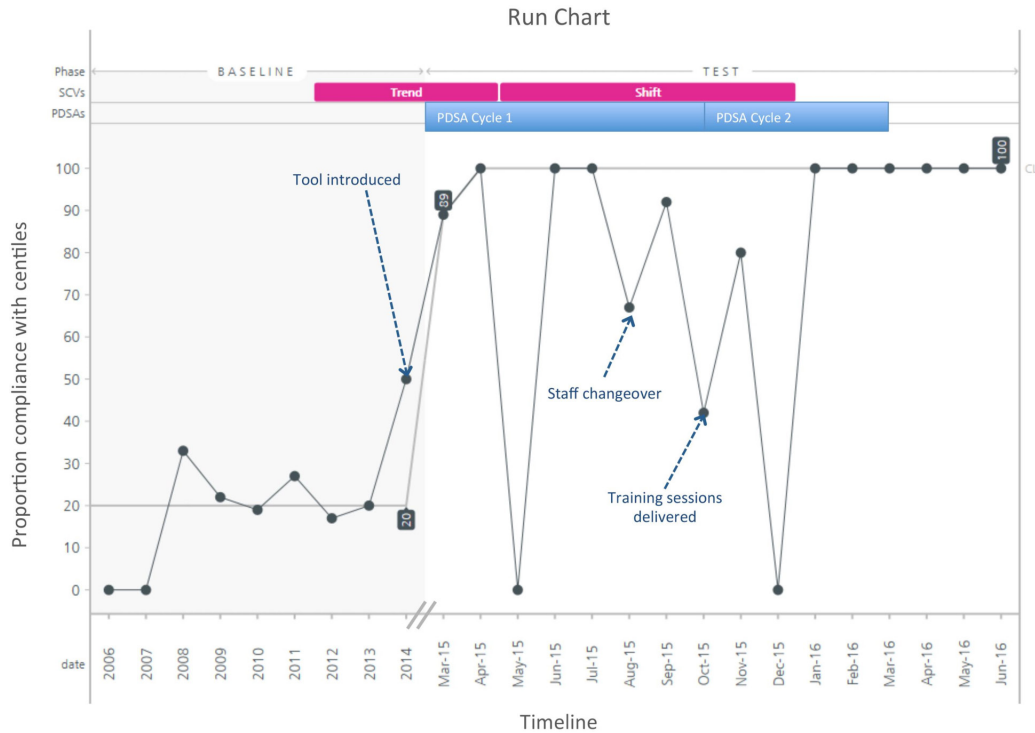 Run Chart
Phase
BASELINE
TEST
SCVs
Trend
Shift
PDSAs
PDSA Cycle 1
PDSA Cycle 2
Proportion compliance with centiles
100
90
80
70
60
50
40
30
20
10
0
Tool introduced
89
20
Staff changeover
Training sessions
delivered
100
CL
date
2006
2007
2008
2009
2010
2011
2012
2013
2014
Mar-15
Apr-15
May-15
Jun-15
Jul-15
Aug-15
Sep-15
Oct-15
Nov-15
Dec-15
Jan-16
Feb-16
Mar-16
Apr-16
May-16
Jun-16
Timeline